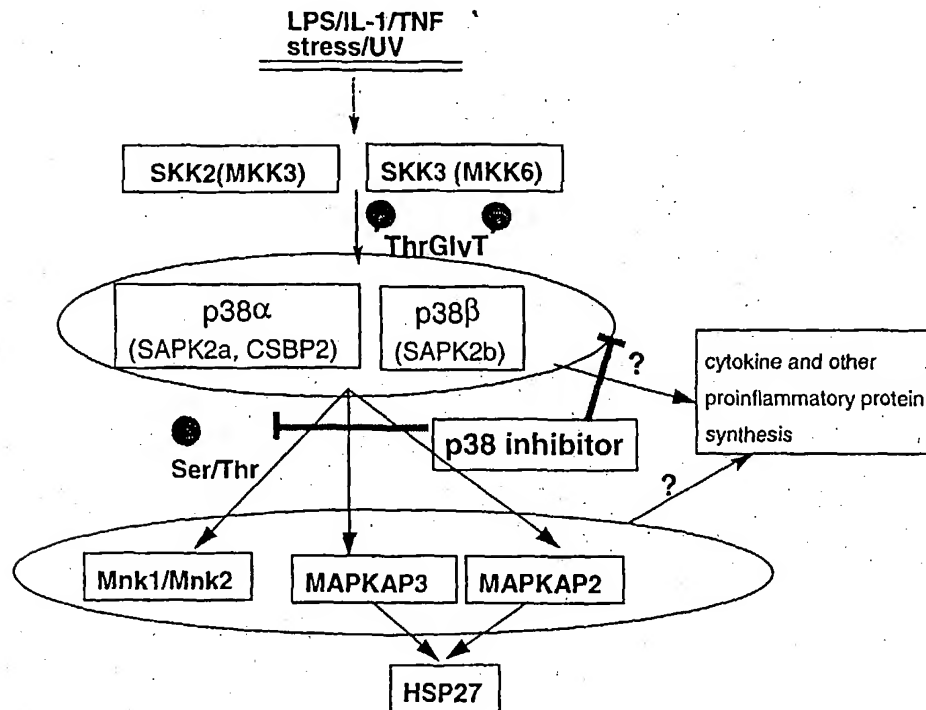 LPS/IL-1/TNF
stress/UV
SKK2(MKK3)
SKK3 (MKK6)
ThrGlyT
p38α
(SAPK2a, CSBP2)
p38β
(SAPK2b)
?
cytokine and other
proinflammatory protein
synthesis
p38 inhibitor
Ser/Thr
?
Mnk1/Mnk2
MAPKAP3
MAPKAP2
HSP27